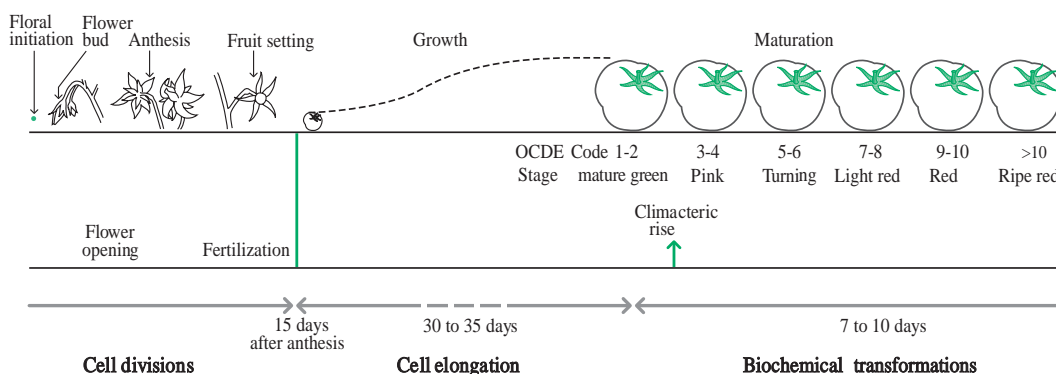 Floral
initiation
Flower
bud
Anthesis
Fruit setting
Growth
Maturation
OCDE Code 1-2 3-4 5-6 7-8 9-10 >10
Stage mature green Pink Turning Light red Red Ripe red
Climacteric
rise
Flower
opening
Fertilization
15 days
after anthesis
30 to 35 days
7 to 10 days
Cell divisions
Cell elongation
Biochemical transformations